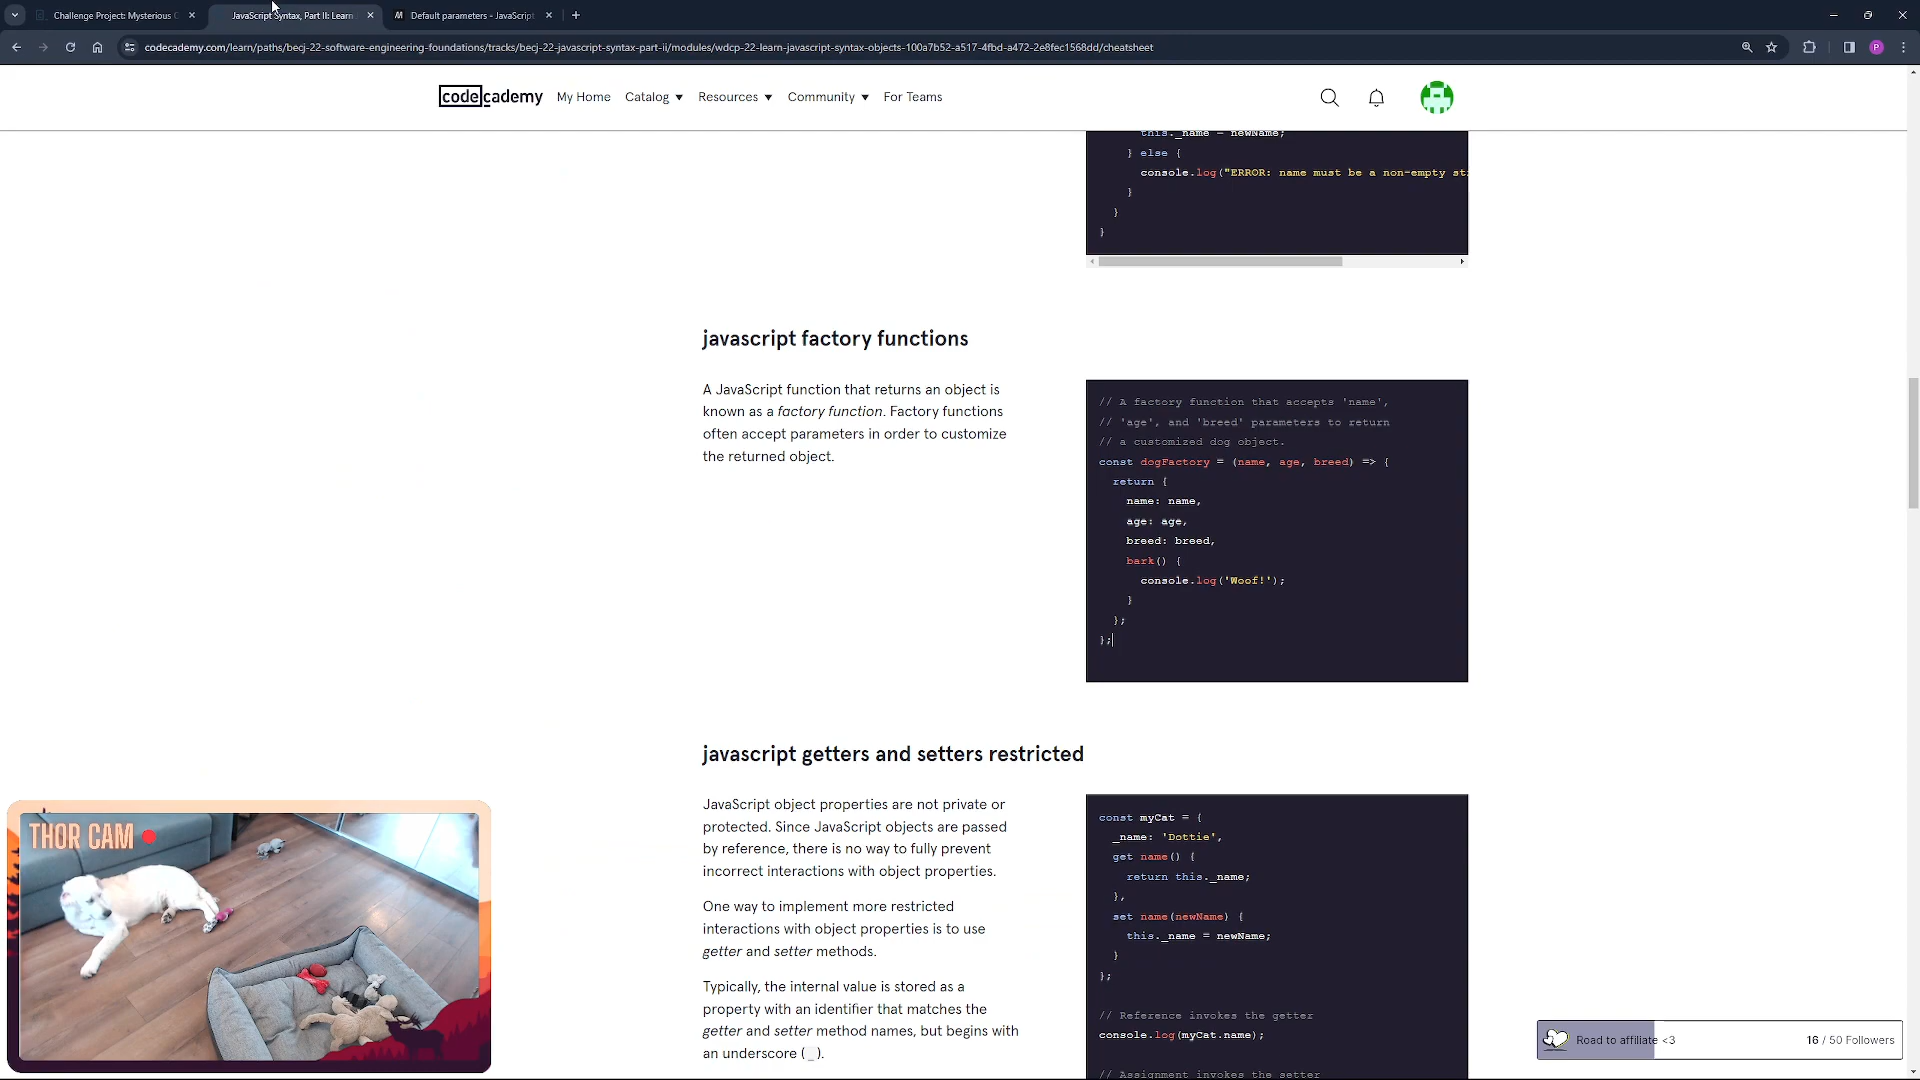 Challenge Project: Mysterious
JavaScript Syntax, Part II: Learn
Default parameters - JavaScript
codecademy.com/learn/paths/becj-22-software-engineering-foundations/tracks/becj-22-javascript-syntax-part-ii/modules/wdcp-22-learn-javascript-syntax-objects-100a7b52-a517-4fbd-a472-2e8fec1568dd/cheatsheet
P
codecademy My Home Catalog Resources Community For Teams
this._name = newName;
} else {
console.log("ERROR: name must be a non-empty st
}
}
}
javascript factory functions
A JavaScript function that returns an object is
known as a factory function. Factory functions
often accept parameters in order to customize
the returned object.
// A factory function that accepts 'name',
// 'age', and 'breed' parameters to return
// a customized dog object.
const dogFactory = (name, age, breed) => {
return {
name: name,
age: age,
breed: breed,
bark() {
console.log('Woof!');
}
};
};
javascript getters and setters restricted
JavaScript object properties are not private or
protected. Since JavaScript objects are passed
by reference, there is no way to fully prevent
incorrect interactions with object properties.
One way to implement more restricted
interactions with object properties is to use
getter and setter methods.
Typically, the internal value is stored as a
property with an identifier that matches the
getter and setter method names, but begins with
an underscore (_).
const myCat = {
_name: 'Dottie',
get name() {
return this._name;
},
set name(newName) {
this._name = newName;
}
};
// Reference invokes the getter
console.log(myCat.name);
// Assignment invokes the setter
THOR CAM
Road to affiliate <3 16 / 50 Followers